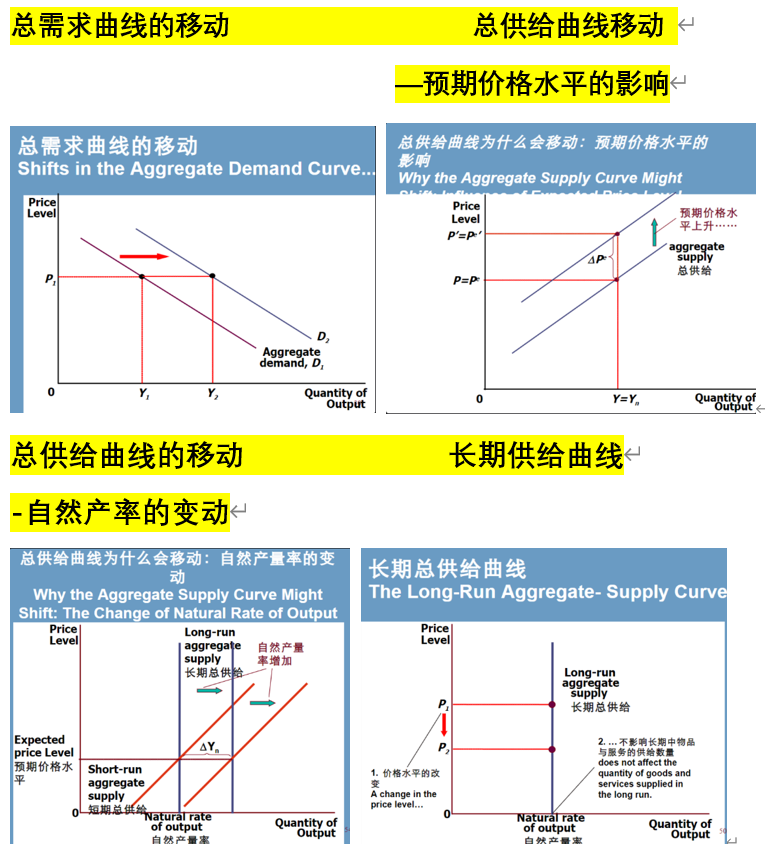 总需求曲线的移动 总供给曲线移动
—预期价格水平的影响
总需求曲线的移动
Shifts in the Aggregate Demand Curve...
Price
Level
P1
D2
Aggregate
demand, D1
0
Y1
Y2
Quantity of
Output
总供给曲线为什么会移动：预期价格水平的
影响
Why the Aggregate Supply Curve Might
Shift: Influence of Expected Price Level
Price
Level
P'=Pe'
预期价格水
平上升……
ΔPe
aggregate
supply
总供给
P=Pe
0
Y=Yn
Quantity of
Output
总供给曲线的移动 长期供给曲线
-自然产率的变动
总供给曲线为什么会移动：自然产量率的变
动
Why the Aggregate Supply Curve Might
Shift: The Change of Natural Rate of Output
Price
Level
Long-run
aggregate
supply
长期总供给
自然产量
率增加
ΔYn
Expected
price Level
预期价格水
平
Short-run
aggregate
supply
短期总供给
0
Natural rate
of output
自然产量率
Quantity of
Output
长期总供给曲线
The Long-Run Aggregate- Supply Curve
Price
Level
P1
P2
Long-run
aggregate
supply
长期总供给
1. 价格水平的改
变
A change in the
price level…
2. …不影响长期中物品
与服务的供给数量
does not affect the
quantity of goods and
services supplied in
the long run.
0
Natural rate
of output
自然产量率
Quantity of
Output